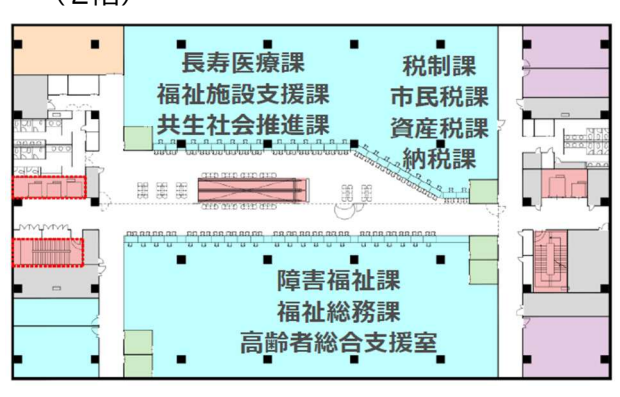 (2階)
長寿医療課
福祉施設支援課
共生社会推進課
税制課
市民税課
資産税課
納税課
障害福祉課
福祉総務課
高齢者総合支援室